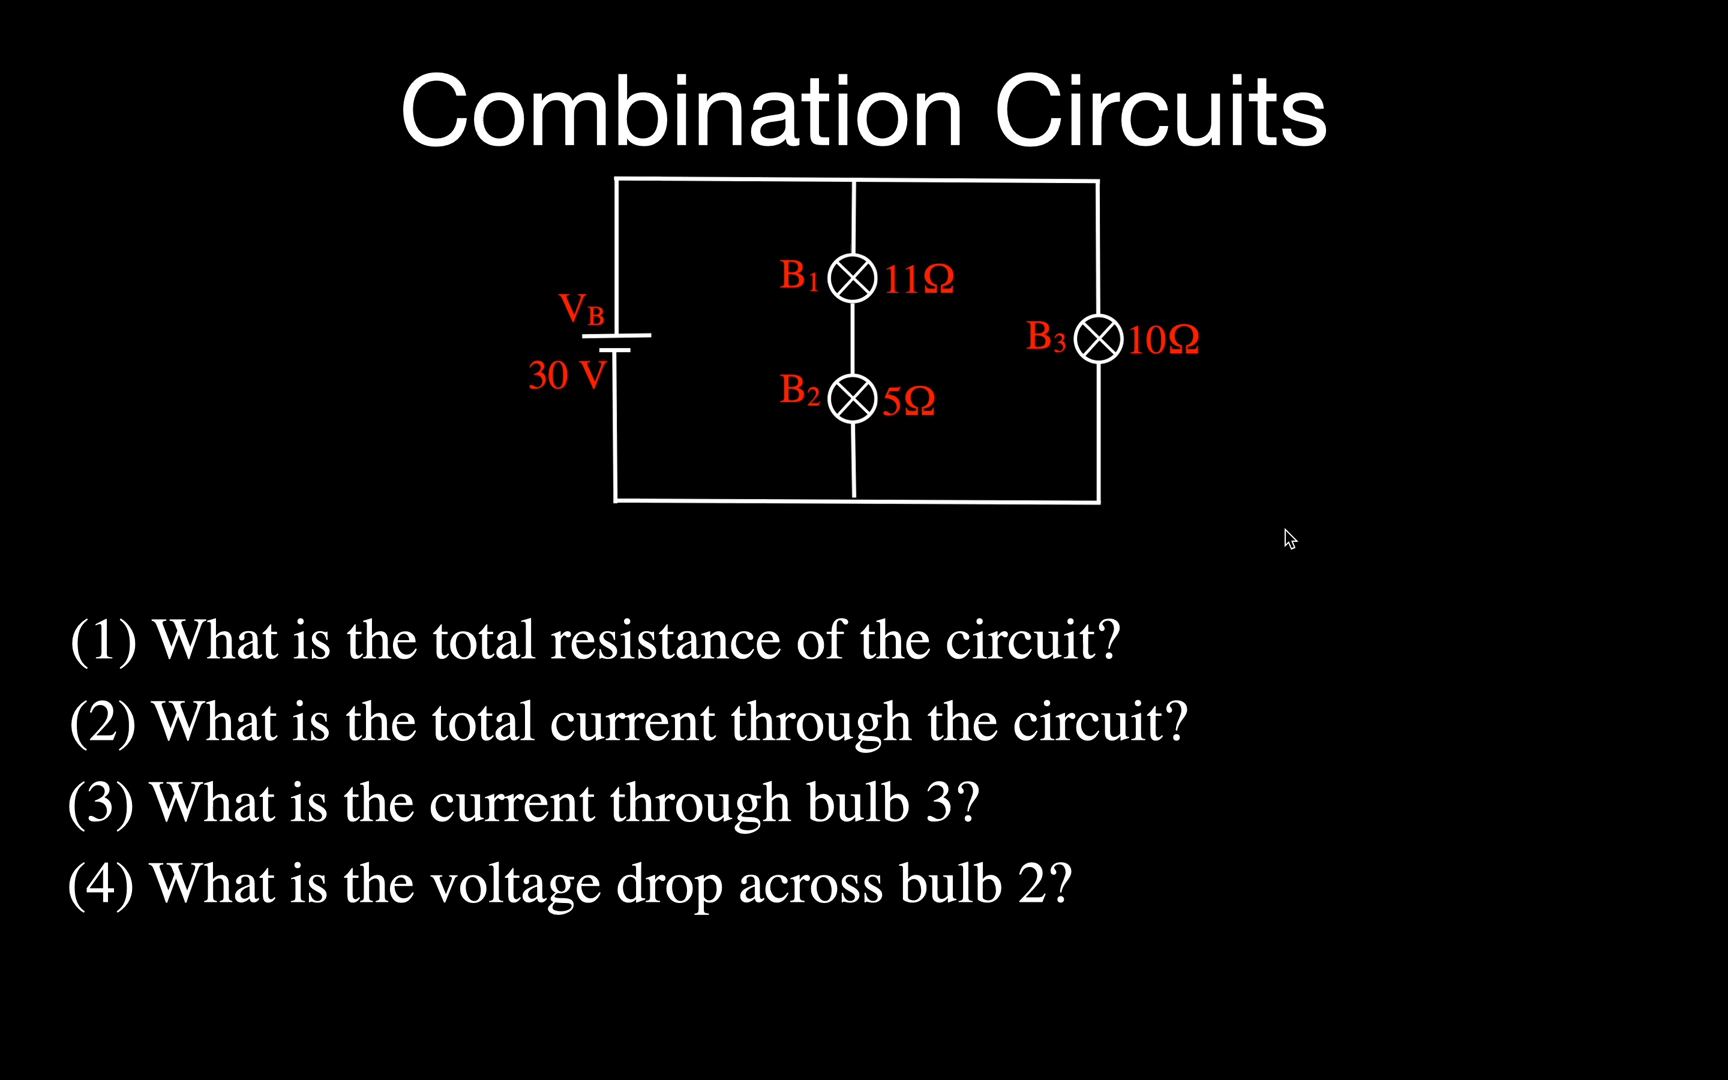 Combination Circuits
B₁ 11Ω
V_B
B₃ 10Ω
30 V
B₂ 5Ω
(1) What is the total resistance of the circuit?
(2) What is the total current through the circuit?
(3) What is the current through bulb 3?
(4) What is the voltage drop across bulb 2?